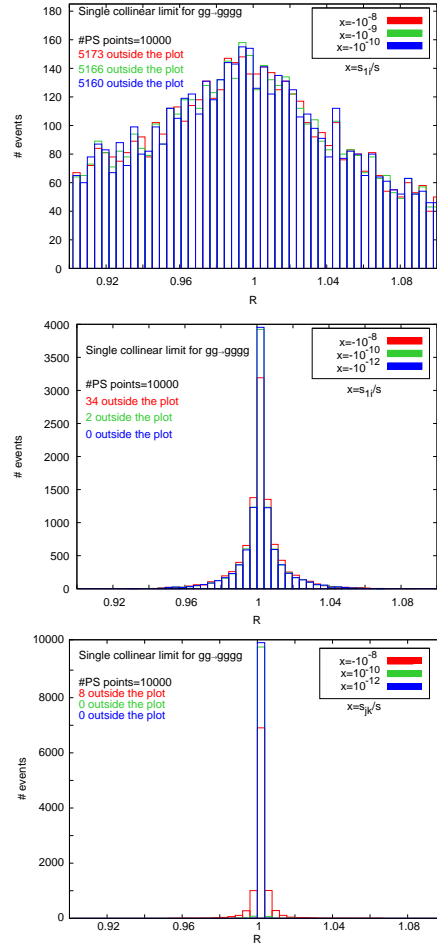 Single collinear limit for gg→gggg
#PS points=10000
5173 outside the plot
5166 outside the plot
5160 outside the plot
x=-10^-8
x=-10^-9
x=-10^-10
x=s_1i/s
# events
180
160
140
120
100
80
60
40
20
0
0.92 0.96 1 1.04 1.08
R
Single collinear limit for gg→gggg
#PS points=10000
34 outside the plot
2 outside the plot
0 outside the plot
x=-10^-8
x=-10^-10
x=-10^-12
x=s_1i/s
# events
4000
3500
3000
2500
2000
1500
1000
500
0
0.92 0.96 1 1.04 1.08
R
Single collinear limit for gg→gggg
#PS points=10000
8 outside the plot
0 outside the plot
0 outside the plot
x=-10^-8
x=10^-10
x=10^-12
x=s_jk/s
# events
10000
8000
6000
4000
2000
0
0.92 0.96 1 1.04 1.08
R